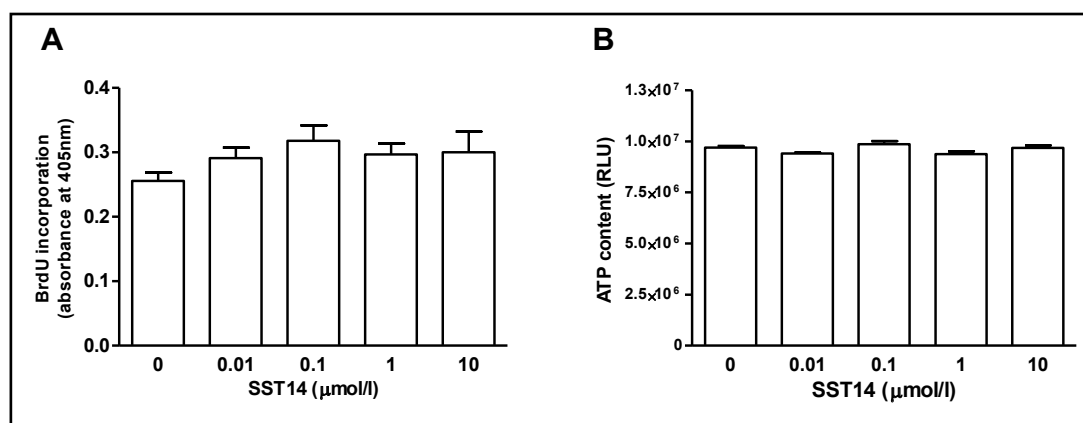 A
BrdU incorporation
(absorbance at 405nm)
0.4
0.3
0.2
0.1
0.0
0 0.01 0.1 1 10
SST14 (μmol/l)
B
ATP content (RLU)
1.3×10⁷
1.0×10⁷
7.5×10⁶
5.0×10⁶
2.5×10⁶
0
0 0.01 0.1 1 10
SST14 (μmol/l)